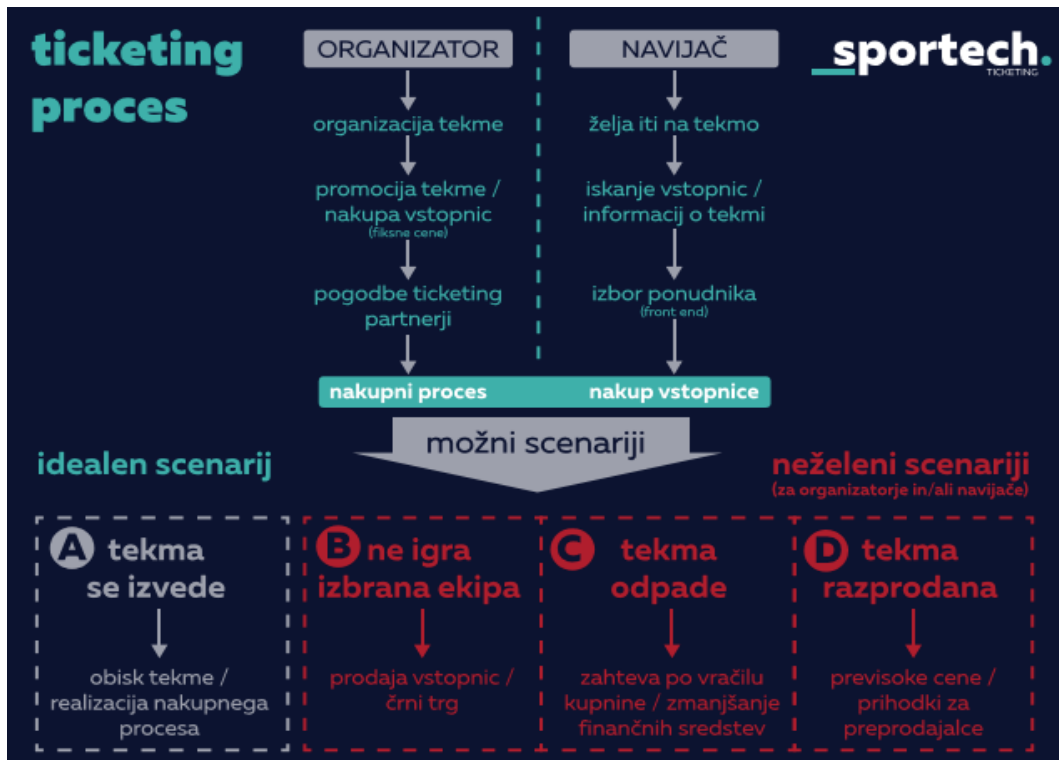 ticketing
proces
ORGANIZATOR
organizacija tekme
promocija tekme /
nakupa vstopnic
(fiksne cene)
pogodbe ticketing
partnerji
nakupni proces
NAVIJAČ
želja iti na tekmo
iskanje vstopnic /
informacij o tekmi
izbor ponudnika
(front end)
nakup vstopnice
sportech.
TICKETING
možni scenariji
idealen scenarij
neželeni scenariji
(za organizatorje in/ali navijače)
A tekma
se izvede
obisk tekme /
realizacija nakupnega
procesa
B ne igra
izbrana ekipa
prodaja vstopnic /
črni trg
C tekma
odpade
zahteva po vračilu
kupnine / zmanjšanje
finančnih sredstev
D tekma
razprodana
previsoke cene /
prihodki za
preprodajalce